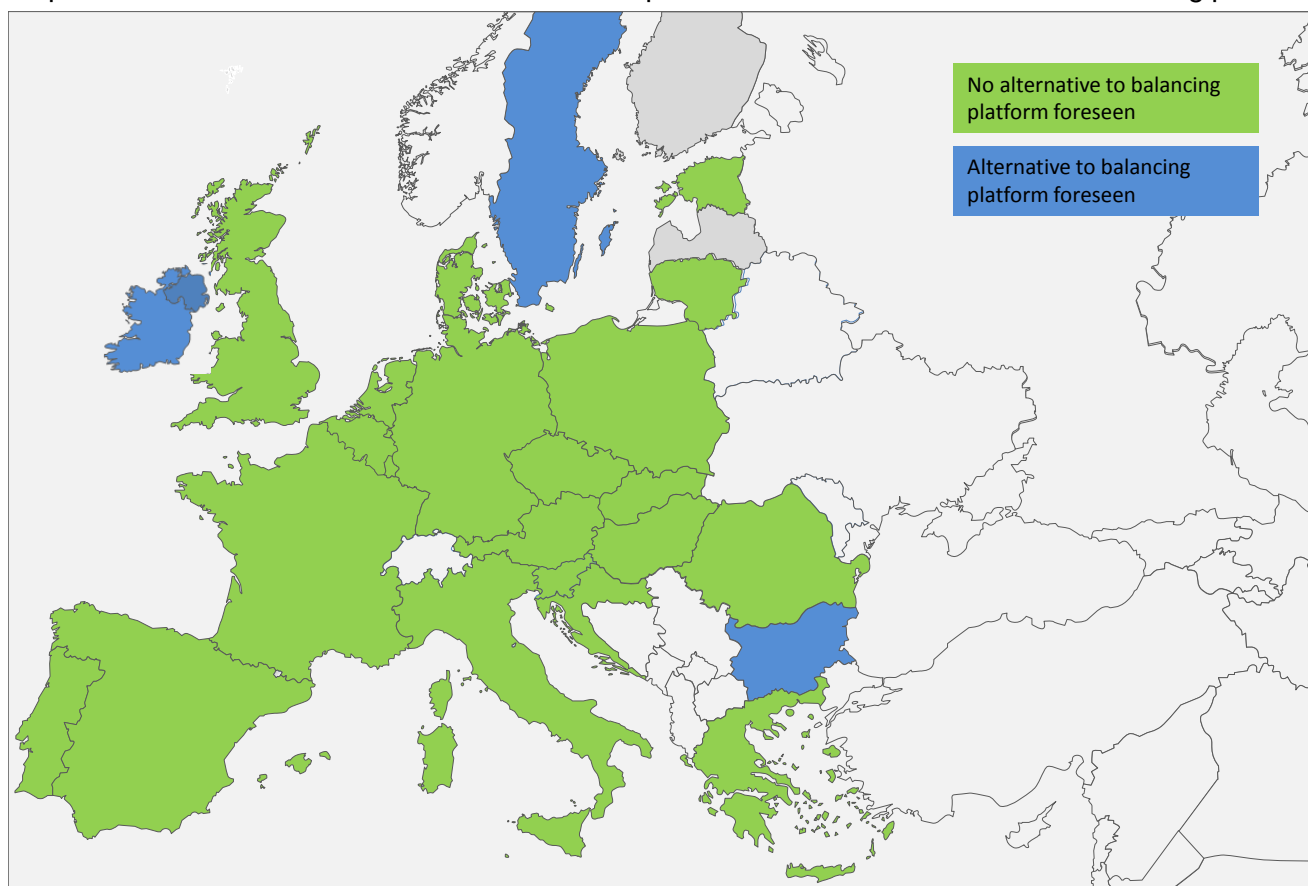 No alternative to balancing
platform foreseen
Alternative to balancing
platform foreseen